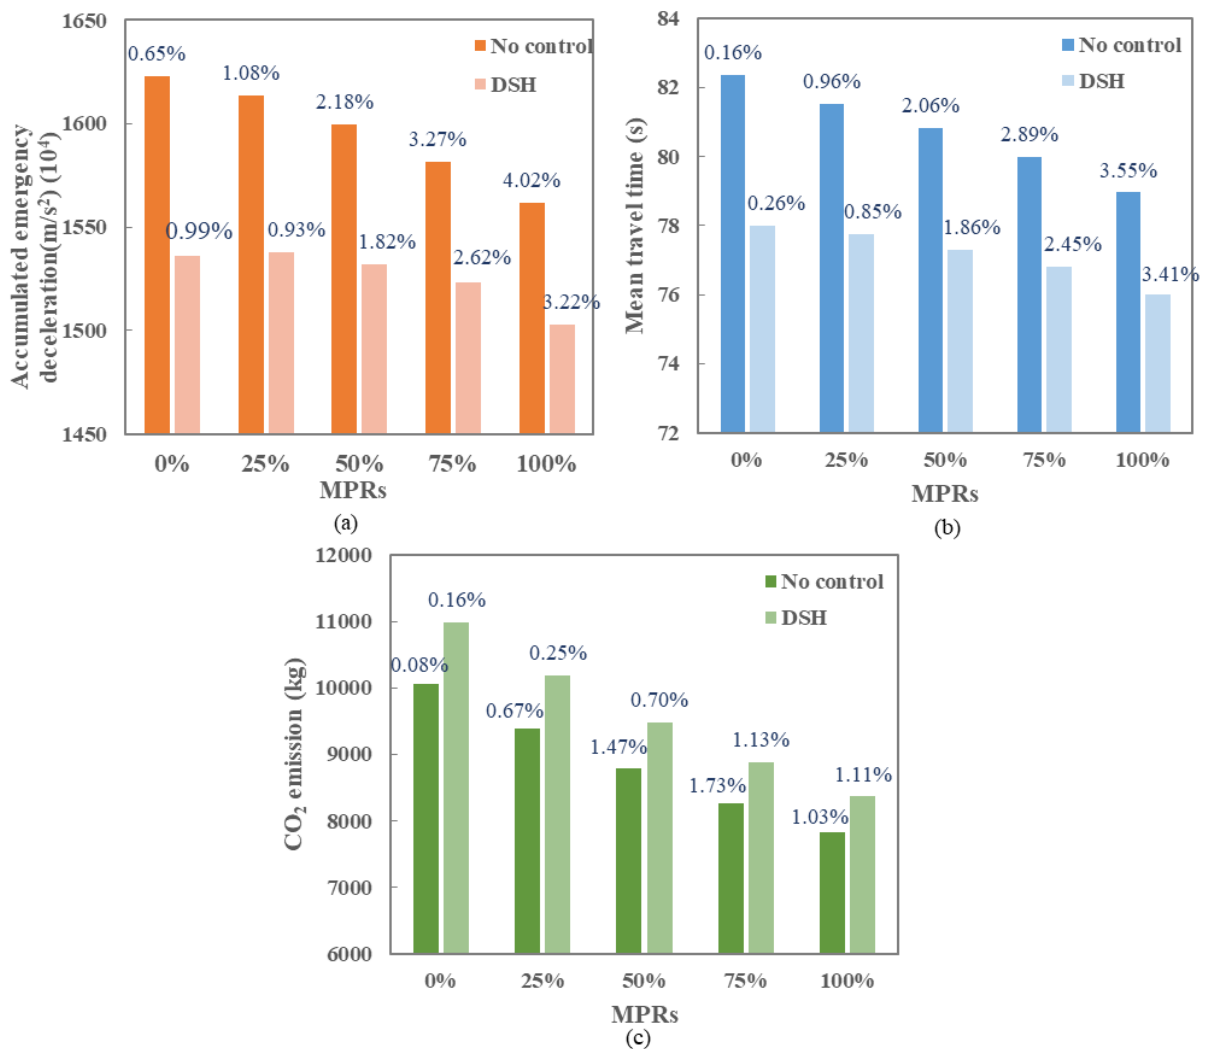 1650
1600
1550
1500
1450
Accumulated emergency
deceleration(m/s²) (10⁴)
No control
DSH
0.65%
1.08%
2.18%
3.27%
4.02%
0.99%
0.93%
1.82%
2.62%
3.22%
0% 25% 50% 75% 100%
MPRs
(a)
84
82
80
78
76
74
72
Mean travel time (s)
No control
DSH
0.16%
0.96%
2.06%
2.89%
3.55%
0.26%
0.85%
1.86%
2.45%
3.41%
0% 25% 50% 75% 100%
MPRs
(b)
12000
11000
10000
9000
8000
7000
6000
CO₂ emission (kg)
No control
DSH
0.16%
0.08%
0.25%
0.67%
0.70%
1.47%
1.13%
1.73%
1.11%
1.03%
0% 25% 50% 75% 100%
MPRs
(c)